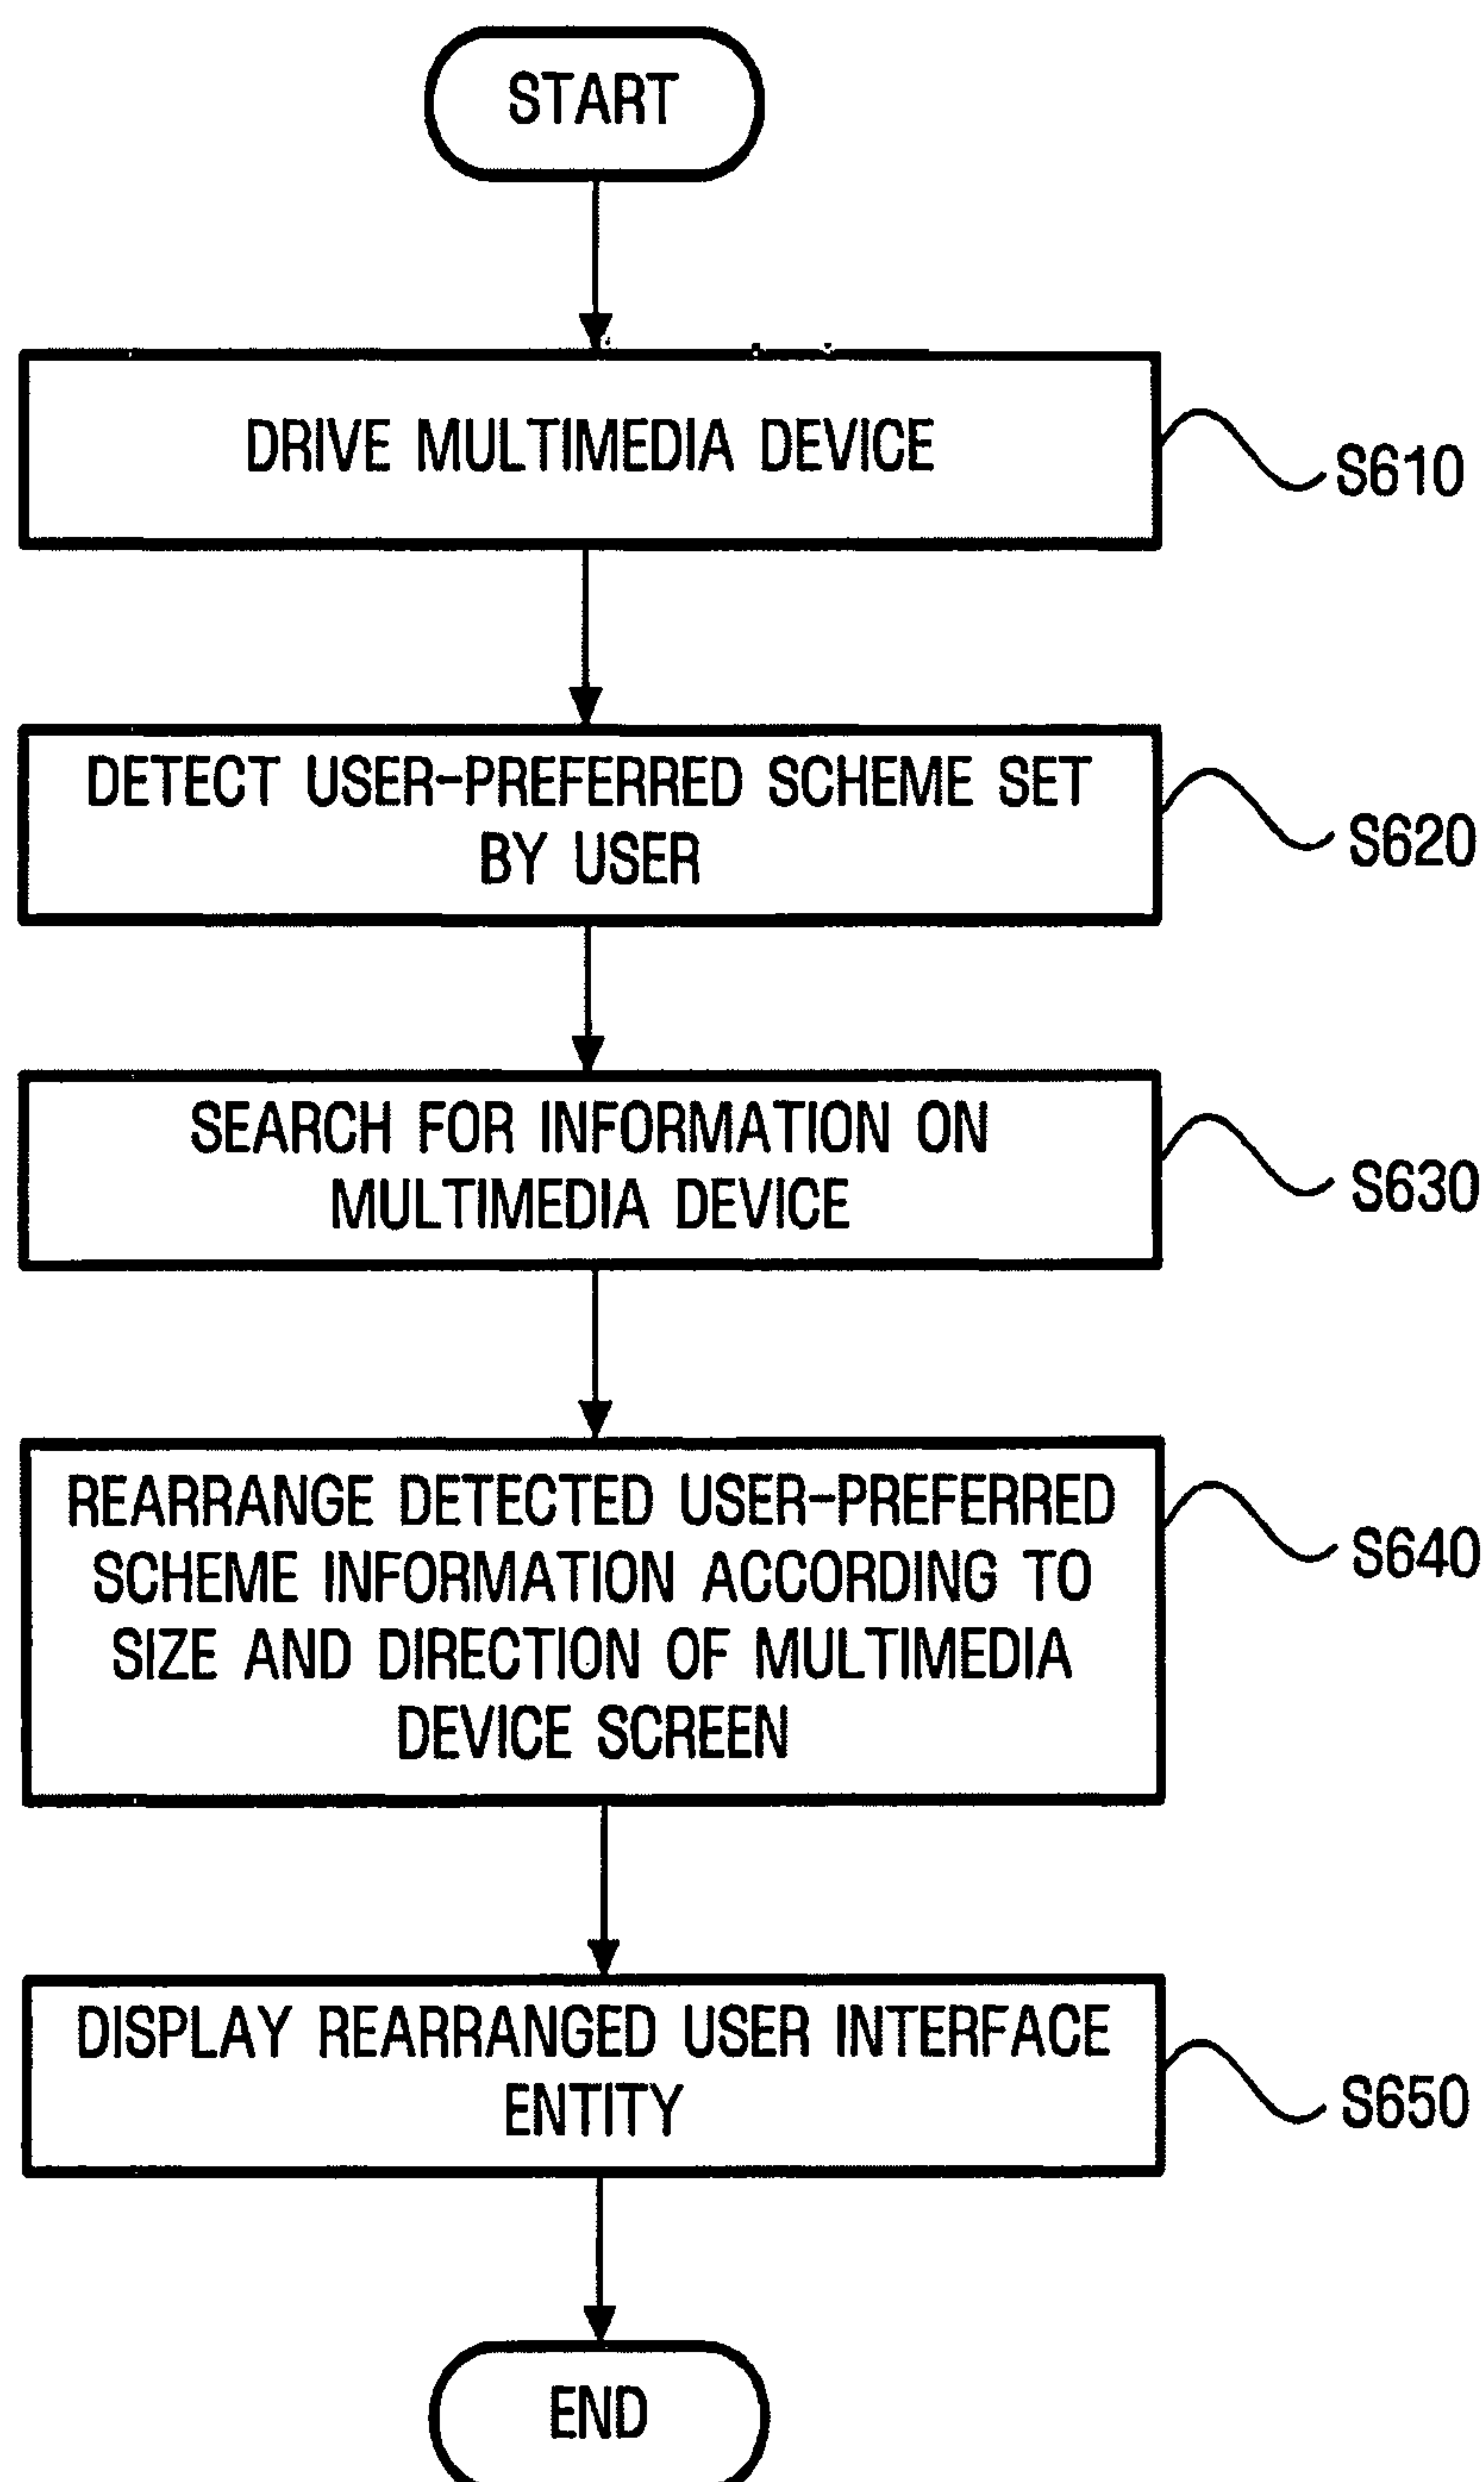 START
DRIVE MULTIMEDIA DEVICE
S610
DETECT USER-PREFERRED SCHEME SET
BY USER
S620
SEARCH FOR INFORMATION ON
MULTIMEDIA DEVICE
S630
REARRANGE DETECTED USER-PREFERRED
SCHEME INFORMATION ACCORDING TO
SIZE AND DIRECTION OF MULTIMEDIA
DEVICE SCREEN
S640
DISPLAY REARRANGED USER INTERFACE
ENTITY
S650
END